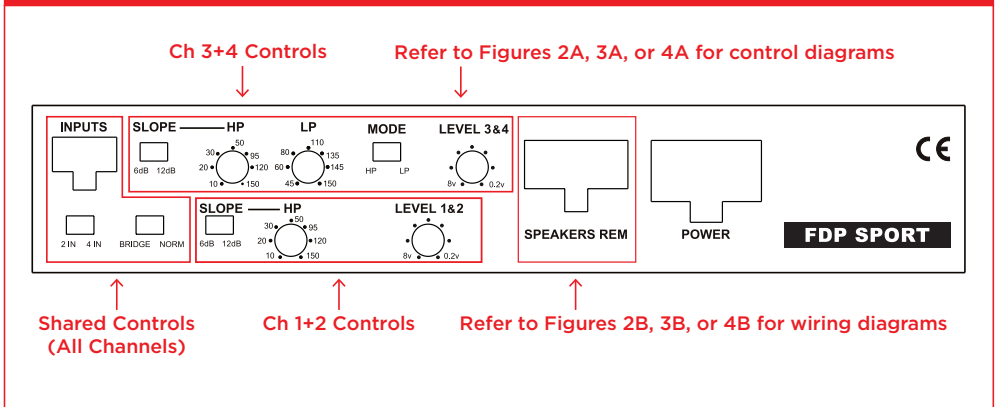 Ch 3+4 Controls
Refer to Figures 2A, 3A, or 4A for control diagrams
INPUTS
SLOPE
HP
LP
MODE
LEVEL 3&4
6dB 12dB
10 20 30 50 95 120 150
45 60 80 110 135 145 150
HP LP
8v 0.2v
2 IN 4 IN
BRIDGE NORM
SLOPE
HP
LEVEL 1&2
6dB 12dB
10 20 30 50 95 120 150
8v 0.2v
SPEAKERS REM
POWER
CE
FDP SPORT
Shared Controls
(All Channels)
Ch 1+2 Controls
Refer to Figures 2B, 3B, or 4B for wiring diagrams